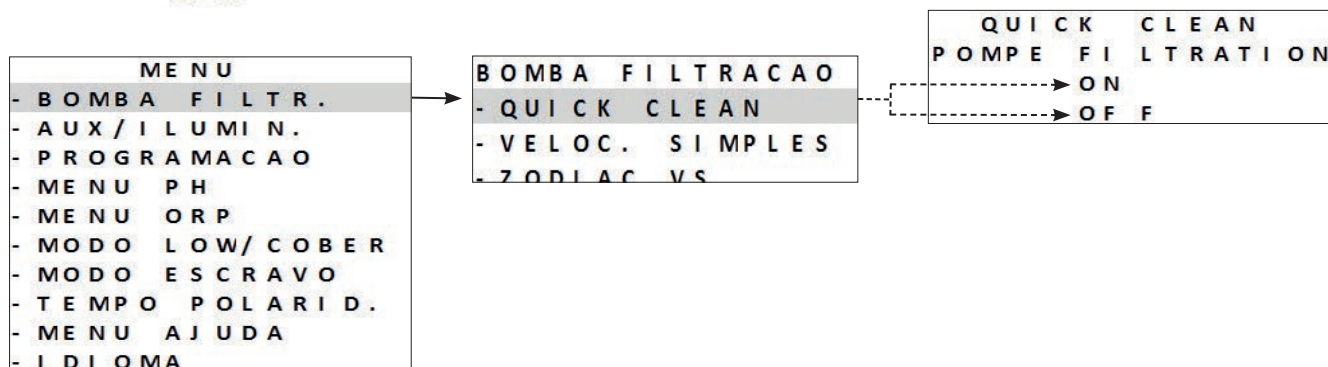 MENU
- BOMBA FILTR.
- AUX/ILUMIN.
- PROGRAMACAO
- MENU PH
- MENU ORP
- MODO LOW/COBER
- MODO ESCRAVO
- TEMPO POLARID.
- MENU AJUDA
- IDIOMA
BOMBA FILTRACAO
- QUICK CLEAN
- VELOC. SIMPLES
- ZODIAC VS
QUICK CLEAN
POMPE FILTRATION
ON
OFF